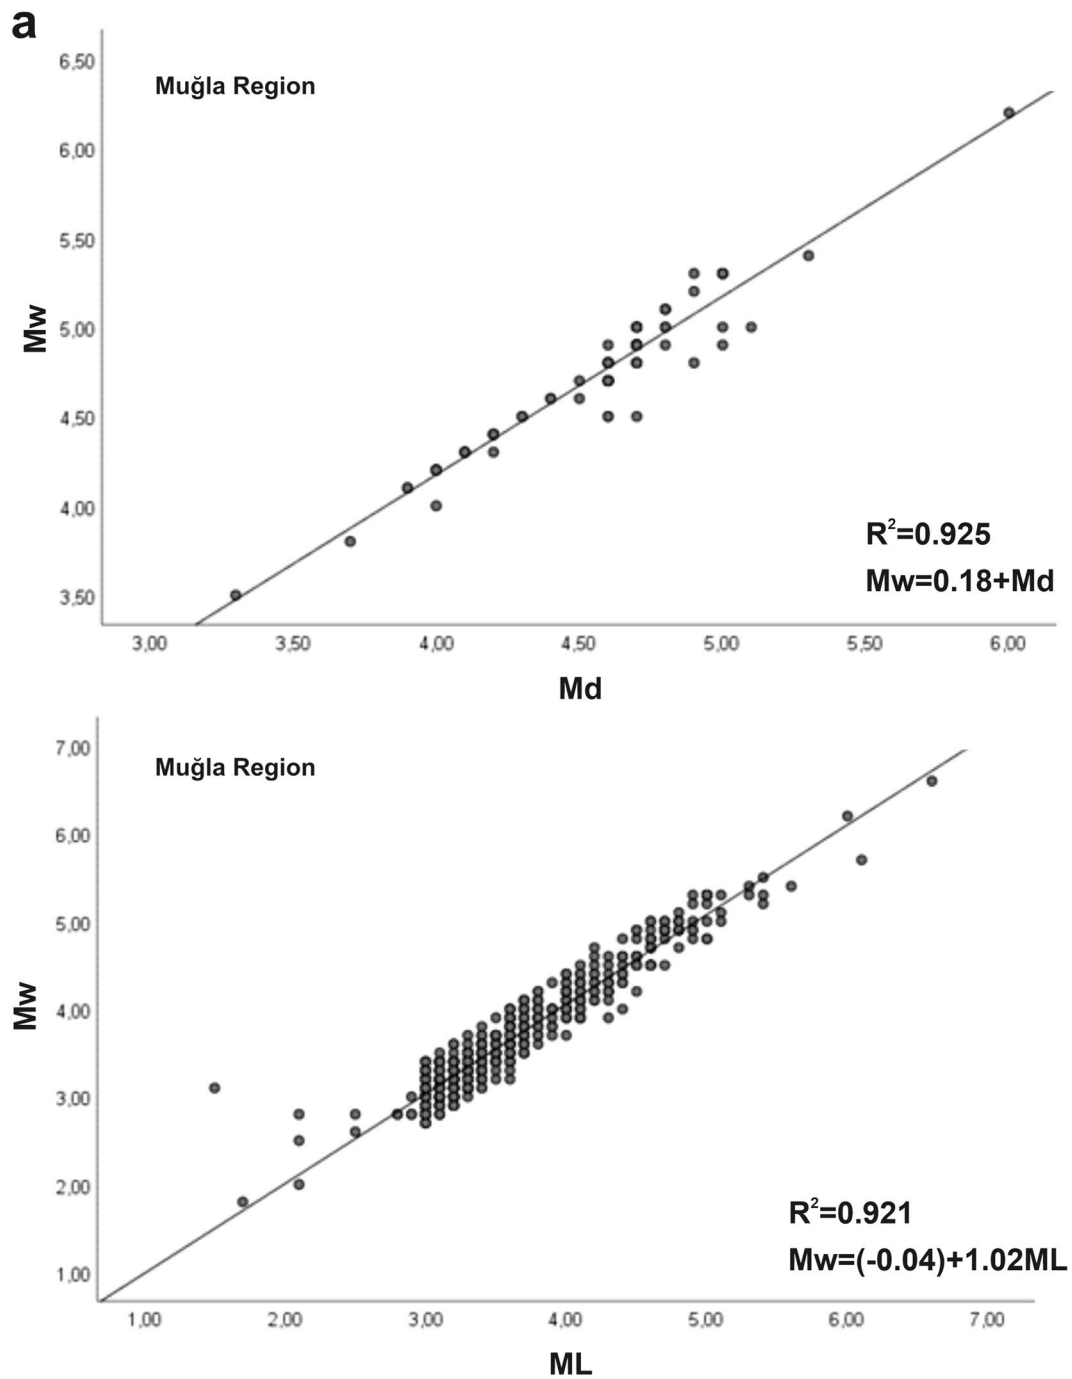 a
6,50
Muğla Region
6,00
5,50
5,00
Mw
4,50
4,00
R²=0.925
Mw=0.18+Md
3,50
3,00 3,50 4,00 4,50 5,00 5,50 6,00
Md
7,00
Muğla Region
6,00
5,00
4,00
Mw
3,00
2,00
R²=0.921
Mw=(-0.04)+1.02ML
1,00
1,00 2,00 3,00 4,00 5,00 6,00 7,00
ML